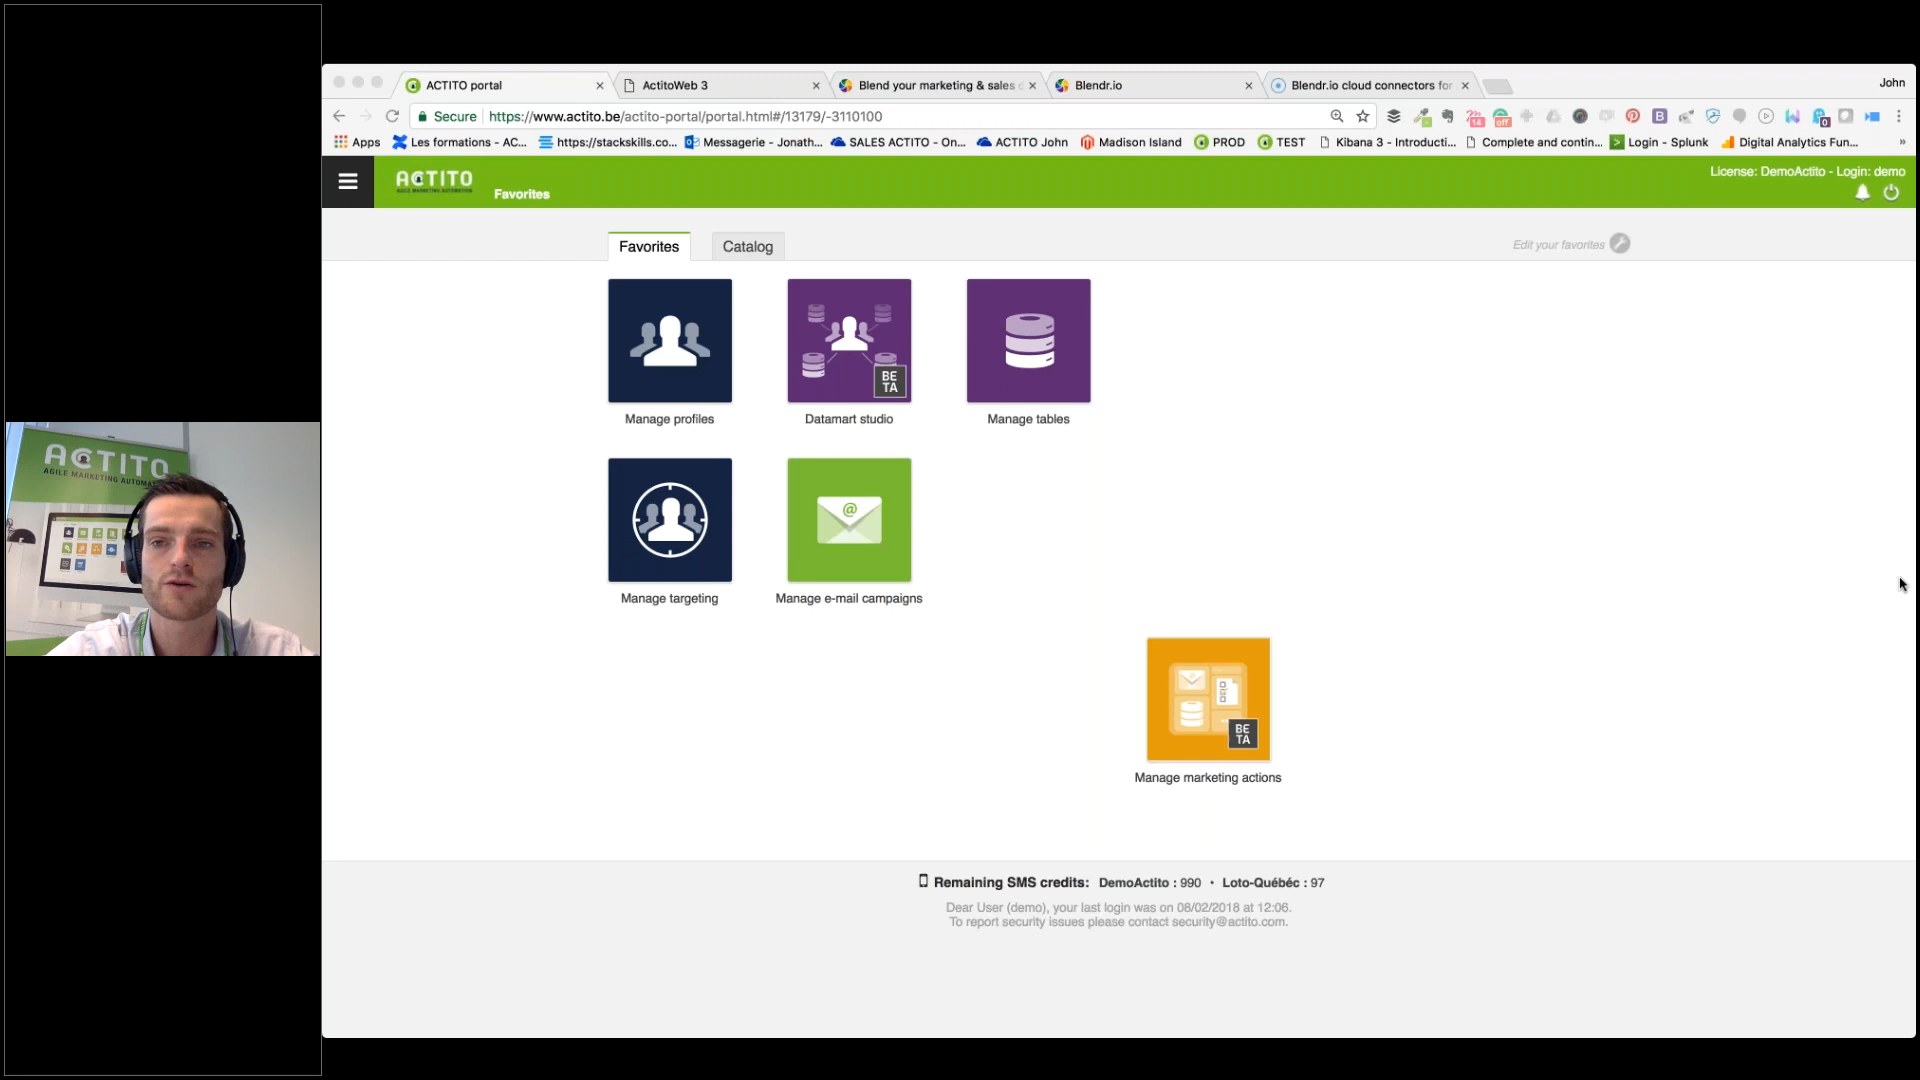 ACTITO portal
ActitoWeb 3
Blend your marketing & sales
Blendr.io
Blendr.io cloud connectors for
John
Secure
https://www.actito.be/actito-portal/portal.html#/13179/-3110100
Apps
Les formations - AC...
https://stackskills.co...
Messagerie - Jonath...
SALES ACTITO - On...
ACTITO John
Madison Island
PROD
TEST
Kibana 3 - Introducti...
Complete and contin...
Login - Splunk
Digital Analytics Fun...
»
ACTITO
AGILE MARKETING AUTOMATION
Favorites
License: DemoActito - Login: demo
Favorites
Catalog
Edit your favorites
BE
TA
Manage profiles
Datamart studio
Manage tables
@
Manage targeting
Manage e-mail campaigns
BE
TA
Manage marketing actions
Remaining SMS credits: DemoActito : 990 • Loto-Québéc : 97
Dear User (demo), your last login was on 08/02/2018 at 12:06.
To report security issues please contact security@actito.com.
ACTITO
AGILE MARKETING AUTOMA